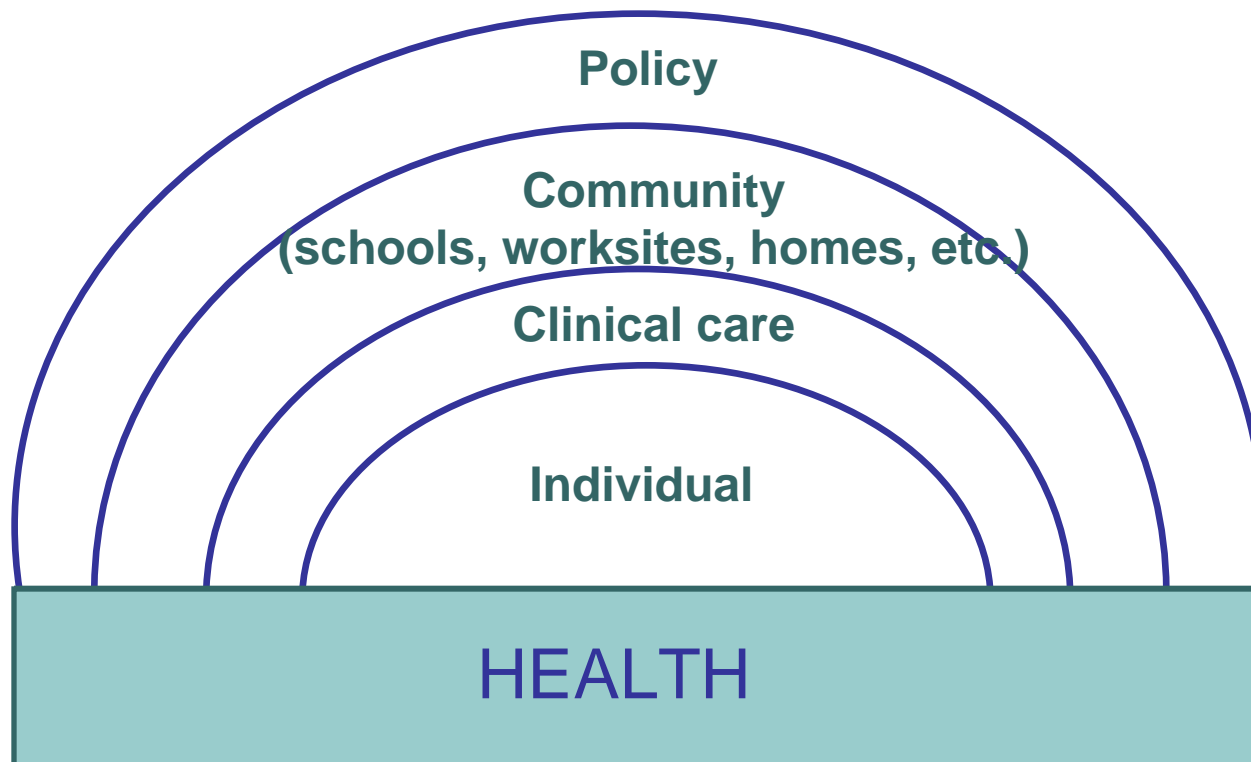 Policy
Community
(schools, worksites, homes, etc.)
Clinical care
Individual
HEALTH